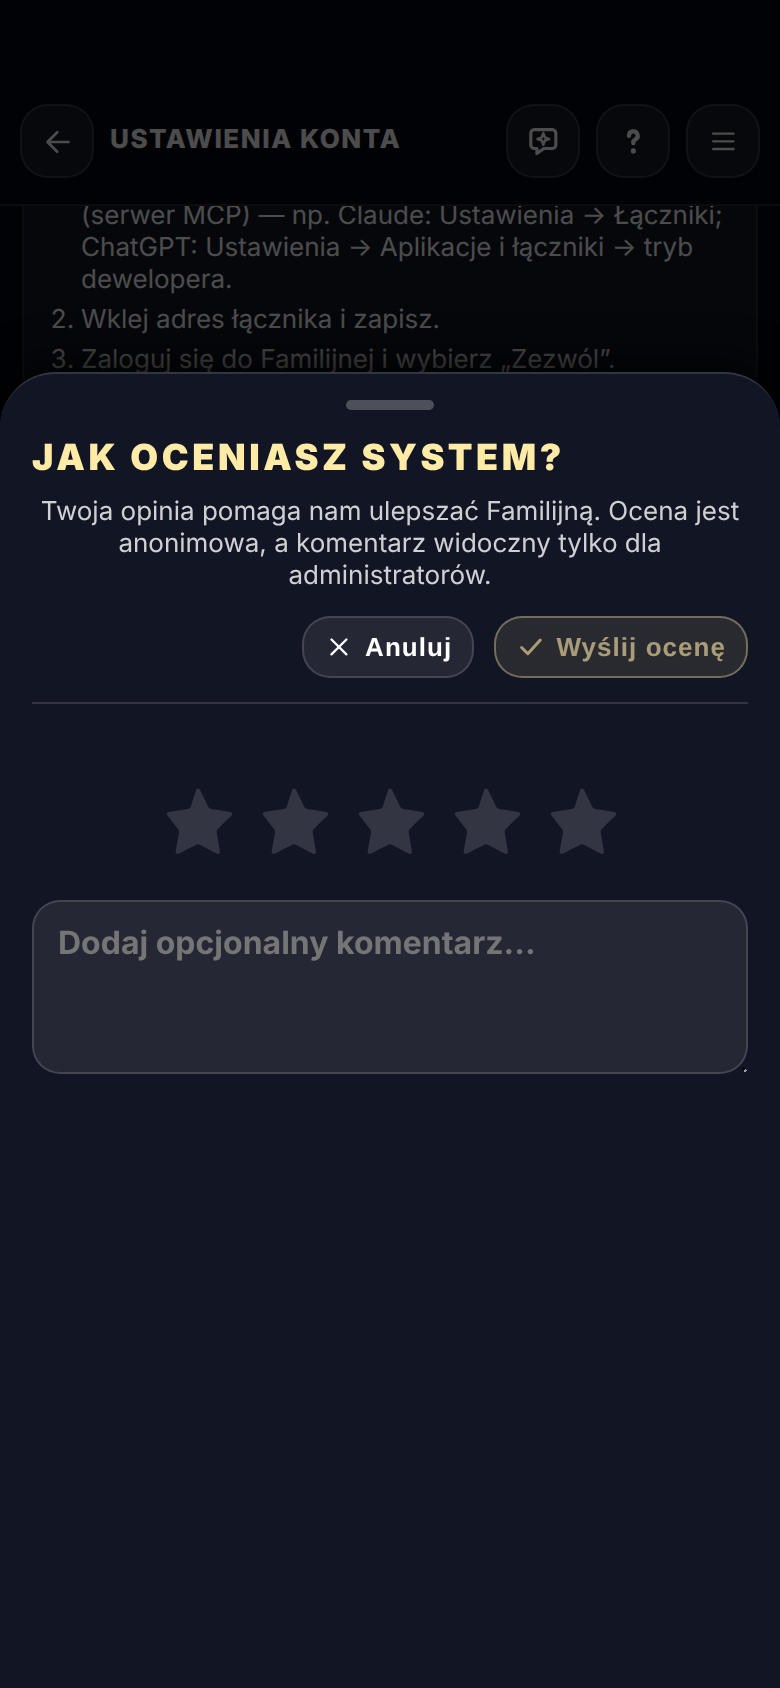 USTAWIENIA KONTA
(serwer MCP) — np. Claude: Ustawienia → Łączniki;
ChatGPT: Ustawienia → Aplikacje i łączniki → tryb
dewelopera.
2. Wklej adres łącznika i zapisz.
3. Zaloguj się do Familijnej i wybierz „Zezwól”.
JAK OCENIASZ SYSTEM?
Twoja opinia pomaga nam ulepszać Familijną. Ocena jest
anonimowa, a komentarz widoczny tylko dla
administratorów.
Anuluj
Wyślij ocenę
Dodaj opcjonalny komentarz...